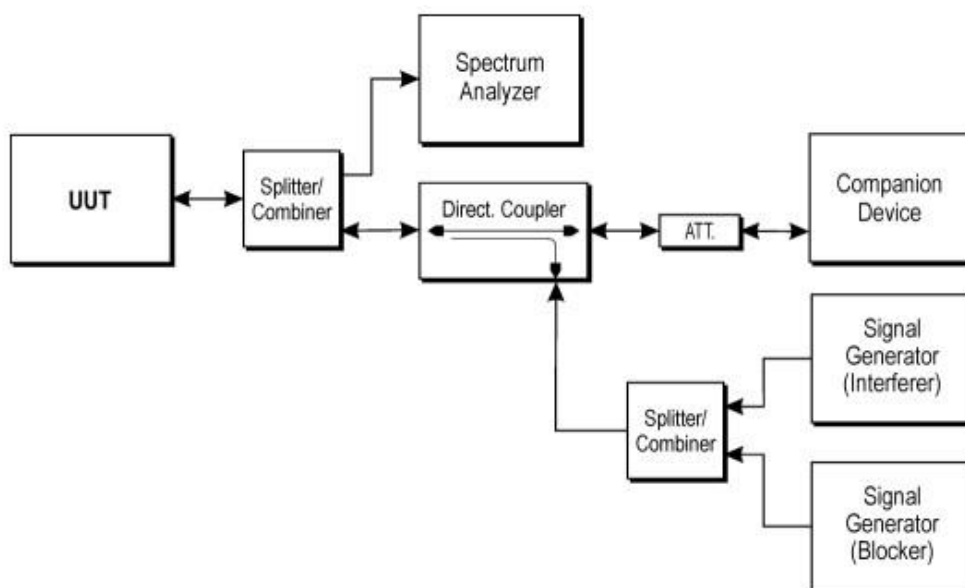 Spectrum
Analyzer
UUT
Splitter/
Combiner
Direct. Coupler
ATT.
Companion
Device
Signal
Generator
(Interferer)
Splitter/
Combiner
Signal
Generator
(Blocker)